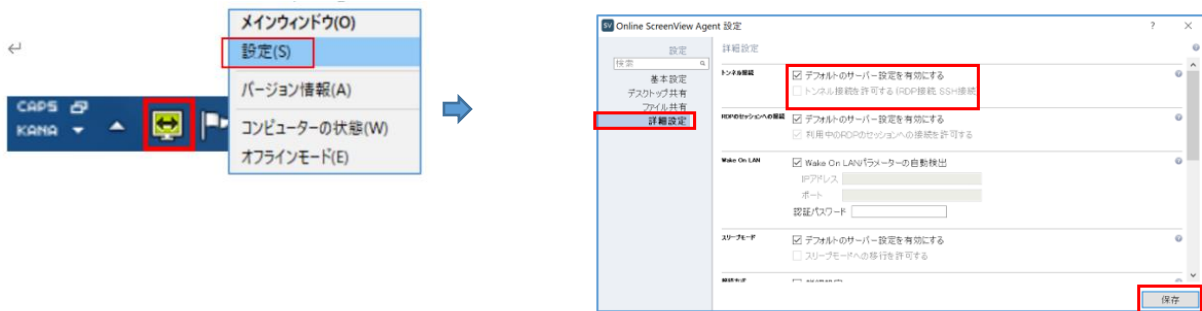 メインウィンドウ(O)
設定(S)
バージョン情報(A)
コンピューターの状態(W)
オフラインモード(E)
CAPS
KANA
SV Online ScreenView Agent 設定
設定
検索
基本設定
デスクトップ共有
ファイル共有
詳細設定
詳細設定
トンネル接続
デフォルトのサーバー設定を有効にする
トンネル接続を許可する (RDP接続, SSH接続
RDPのセッションへの接続
デフォルトのサーバー設定を有効にする
利用中のRDPのセッションへの接続を許可する
Wake On LAN
Wake On LANパラメーターの自動検出
IPアドレス
ポート
認証パスワード
スリープモード
デフォルトのサーバー設定を有効にする
スリープモードへの移行を許可する
保存